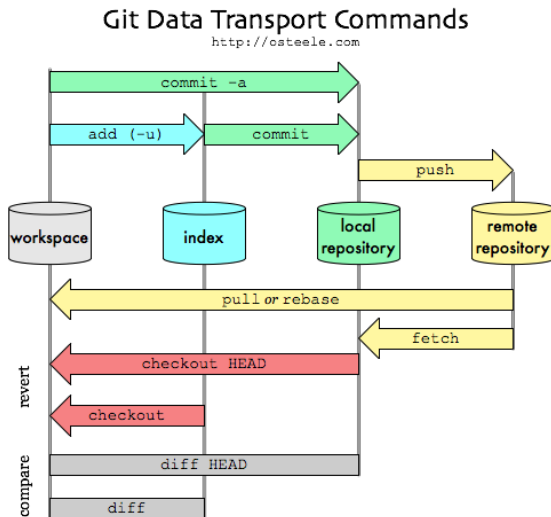 Git Data Transport Commands
http://osteele.com
commit -a
add (-u)
commit
push
workspace
index
local
repository
remote
repository
pull or rebase
fetch
revert
checkout HEAD
checkout
compare
diff HEAD
diff